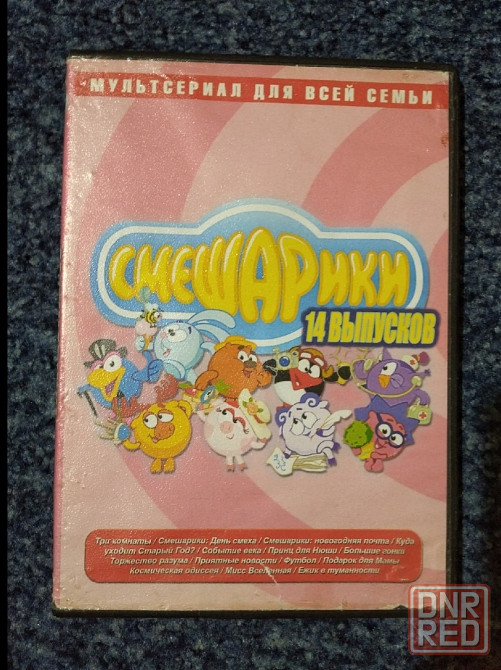 МУЛЬТСЕРИАЛ ДЛЯ ВСЕЙ СЕМЬИ
СМЕШАРИКИ
14 ВЫПУСКОВ
Три комнаты / Смешарики: День смеха / Смешарики: новогодняя почта / Куда
уходит Старый Год? / Событие века / Принц для Нюши / Большие гонки
Торжество разума / Приятные новости / Футбол / Подарок для Мамы
Космическая одиссея / Мисс Вселенная / Ёжик в туманности
DNR
RED